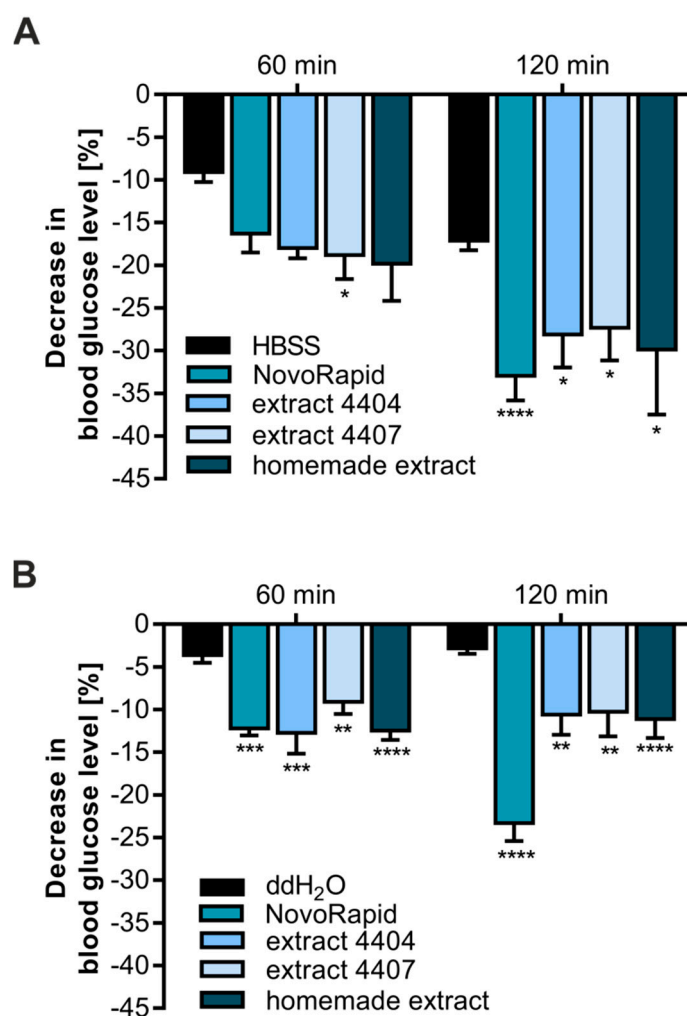 A
60 min
120 min
0
-5
-10
-15
-20
-25
-30
-35
-40
-45
Decrease in
blood glucose level [%]
*
****
*
*
*
HBSS
NovoRapid
extract 4404
extract 4407
homemade extract
B
60 min
120 min
0
-5
-10
-15
-20
-25
-30
-35
-40
-45
Decrease in
blood glucose level [%]
***
***
**
****
****
**
**
****
ddH₂O
NovoRapid
extract 4404
extract 4407
homemade extract